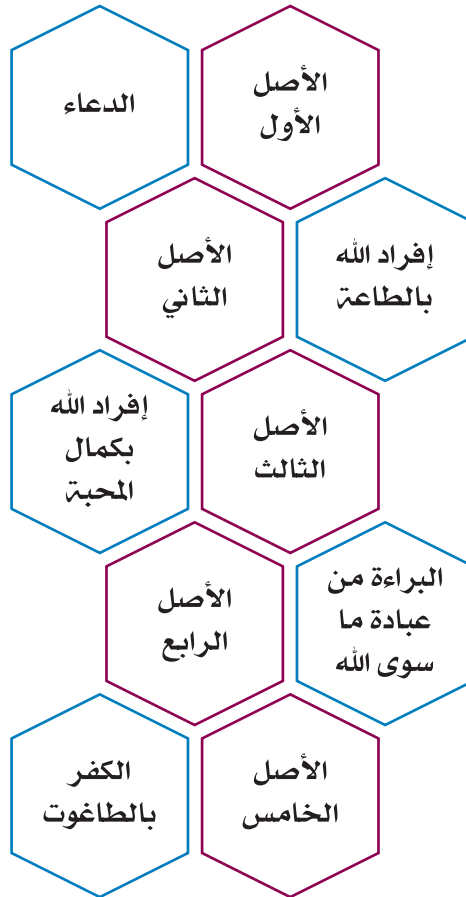 الأصل
الأول
الدعاء
إفراد الله
بالطاعة
الأصل
الثاني
الأصل
الثالث
إفراد الله
بكمال
المحبة
البراءة من
عبادة ما
سوى الله
الأصل
الرابع
الأصل
الخامس
الكفر
بالطاغوت